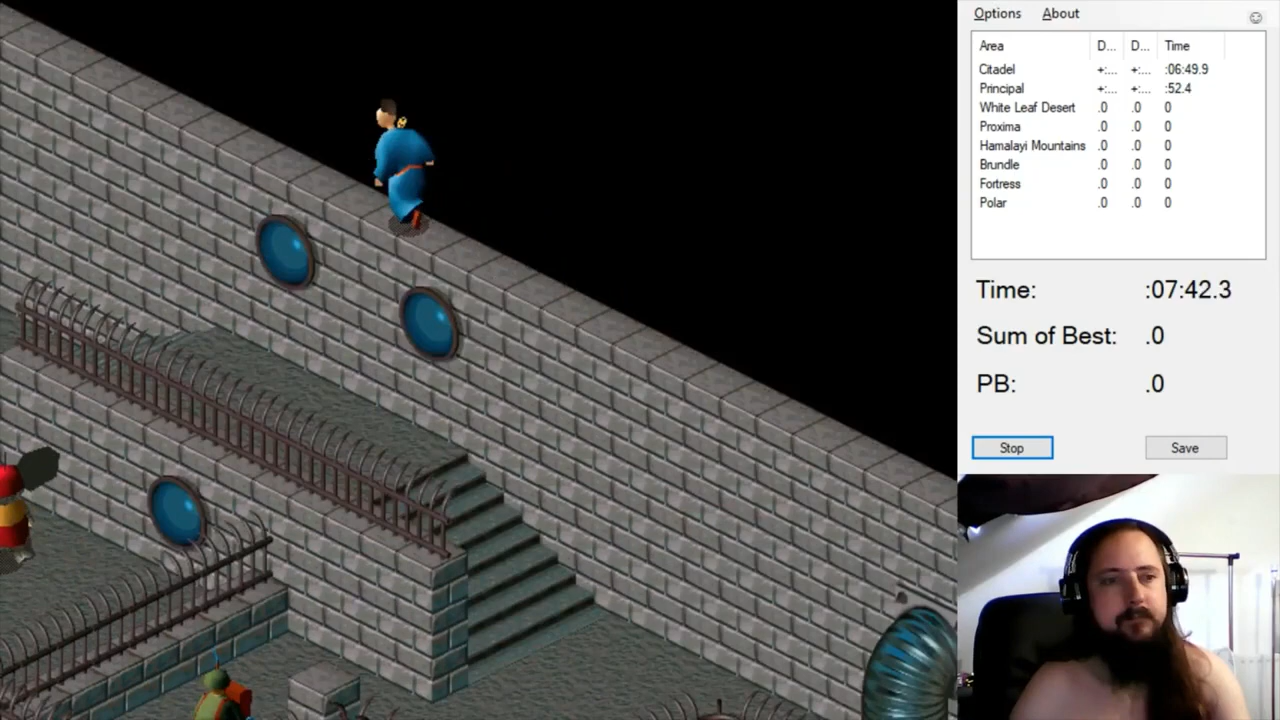 Options About
Area D... D... Time
Citadel +:... +:... :06:49.9
Principal +:... +:... :52.4
White Leaf Desert .0 .0 0
Proxima .0 .0 0
Hamalayi Mountains .0 .0 0
Brundle .0 .0 0
Fortress .0 .0 0
Polar .0 .0 0
Time: :07:42.3
Sum of Best: .0
PB: .0
Stop Save